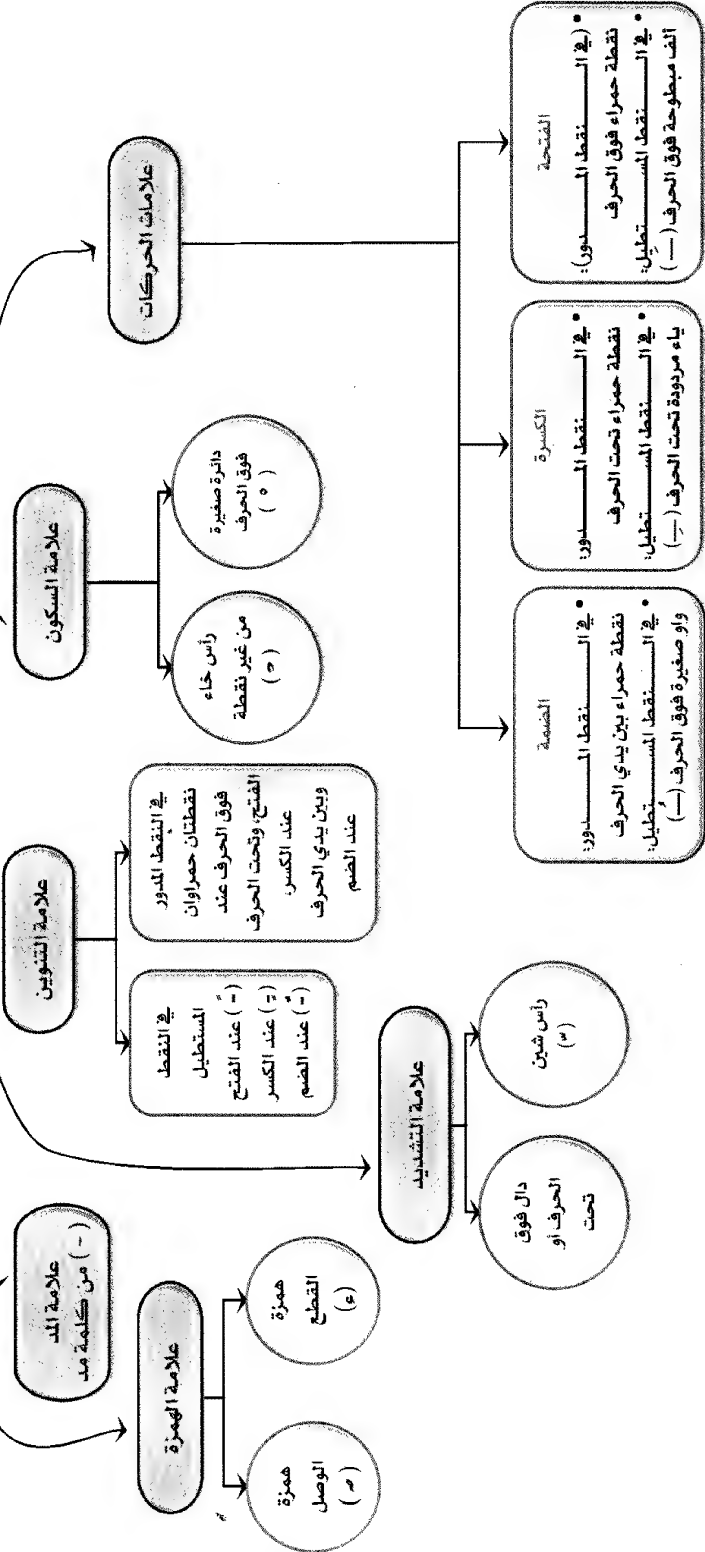 علامات الحركات
الفتحة
• (في النقط المدور):
نقطة حمراء فوق الحرف
• في النقط المستطيل:
ألف مبطوحة فوق الحرف (ـَـ)
الكسرة
• في النقط المدور:
نقطة حمراء تحت الحرف
• في النقط المستطيل:
ياء مردودة تحت الحرف (ـِـ)
الضمة
• في النقط المدور:
نقطة حمراء بين يدي الحرف
• في النقط المستطيل:
واو صغيرة فوق الحرف (ـُـ)
علامة السكون
دائرة صغيرة
فوق الحرف
( ه )
رأس خاء
من غير نقطة
( ح )
علامة التنوين
في النقط المدور
نقطتان حمراوان
فوق الحرف عند
الفتح، وتحت الحرف
عند الكسر،
وبين يدي الحرف
عند الضم
في النقط
المستطيل
(ـً) عند الفتح
(ـٍ) عند الكسر
(ـٌ) عند الضم
علامة التشديد
رأس شين
(ّ)
دال فوق
الحرف أو
تحت
علامة المد
( ~ ) من كلمة مد
علامة الهمزة
همزة
القطع
(ء)
همزة
الوصل
(صـ)